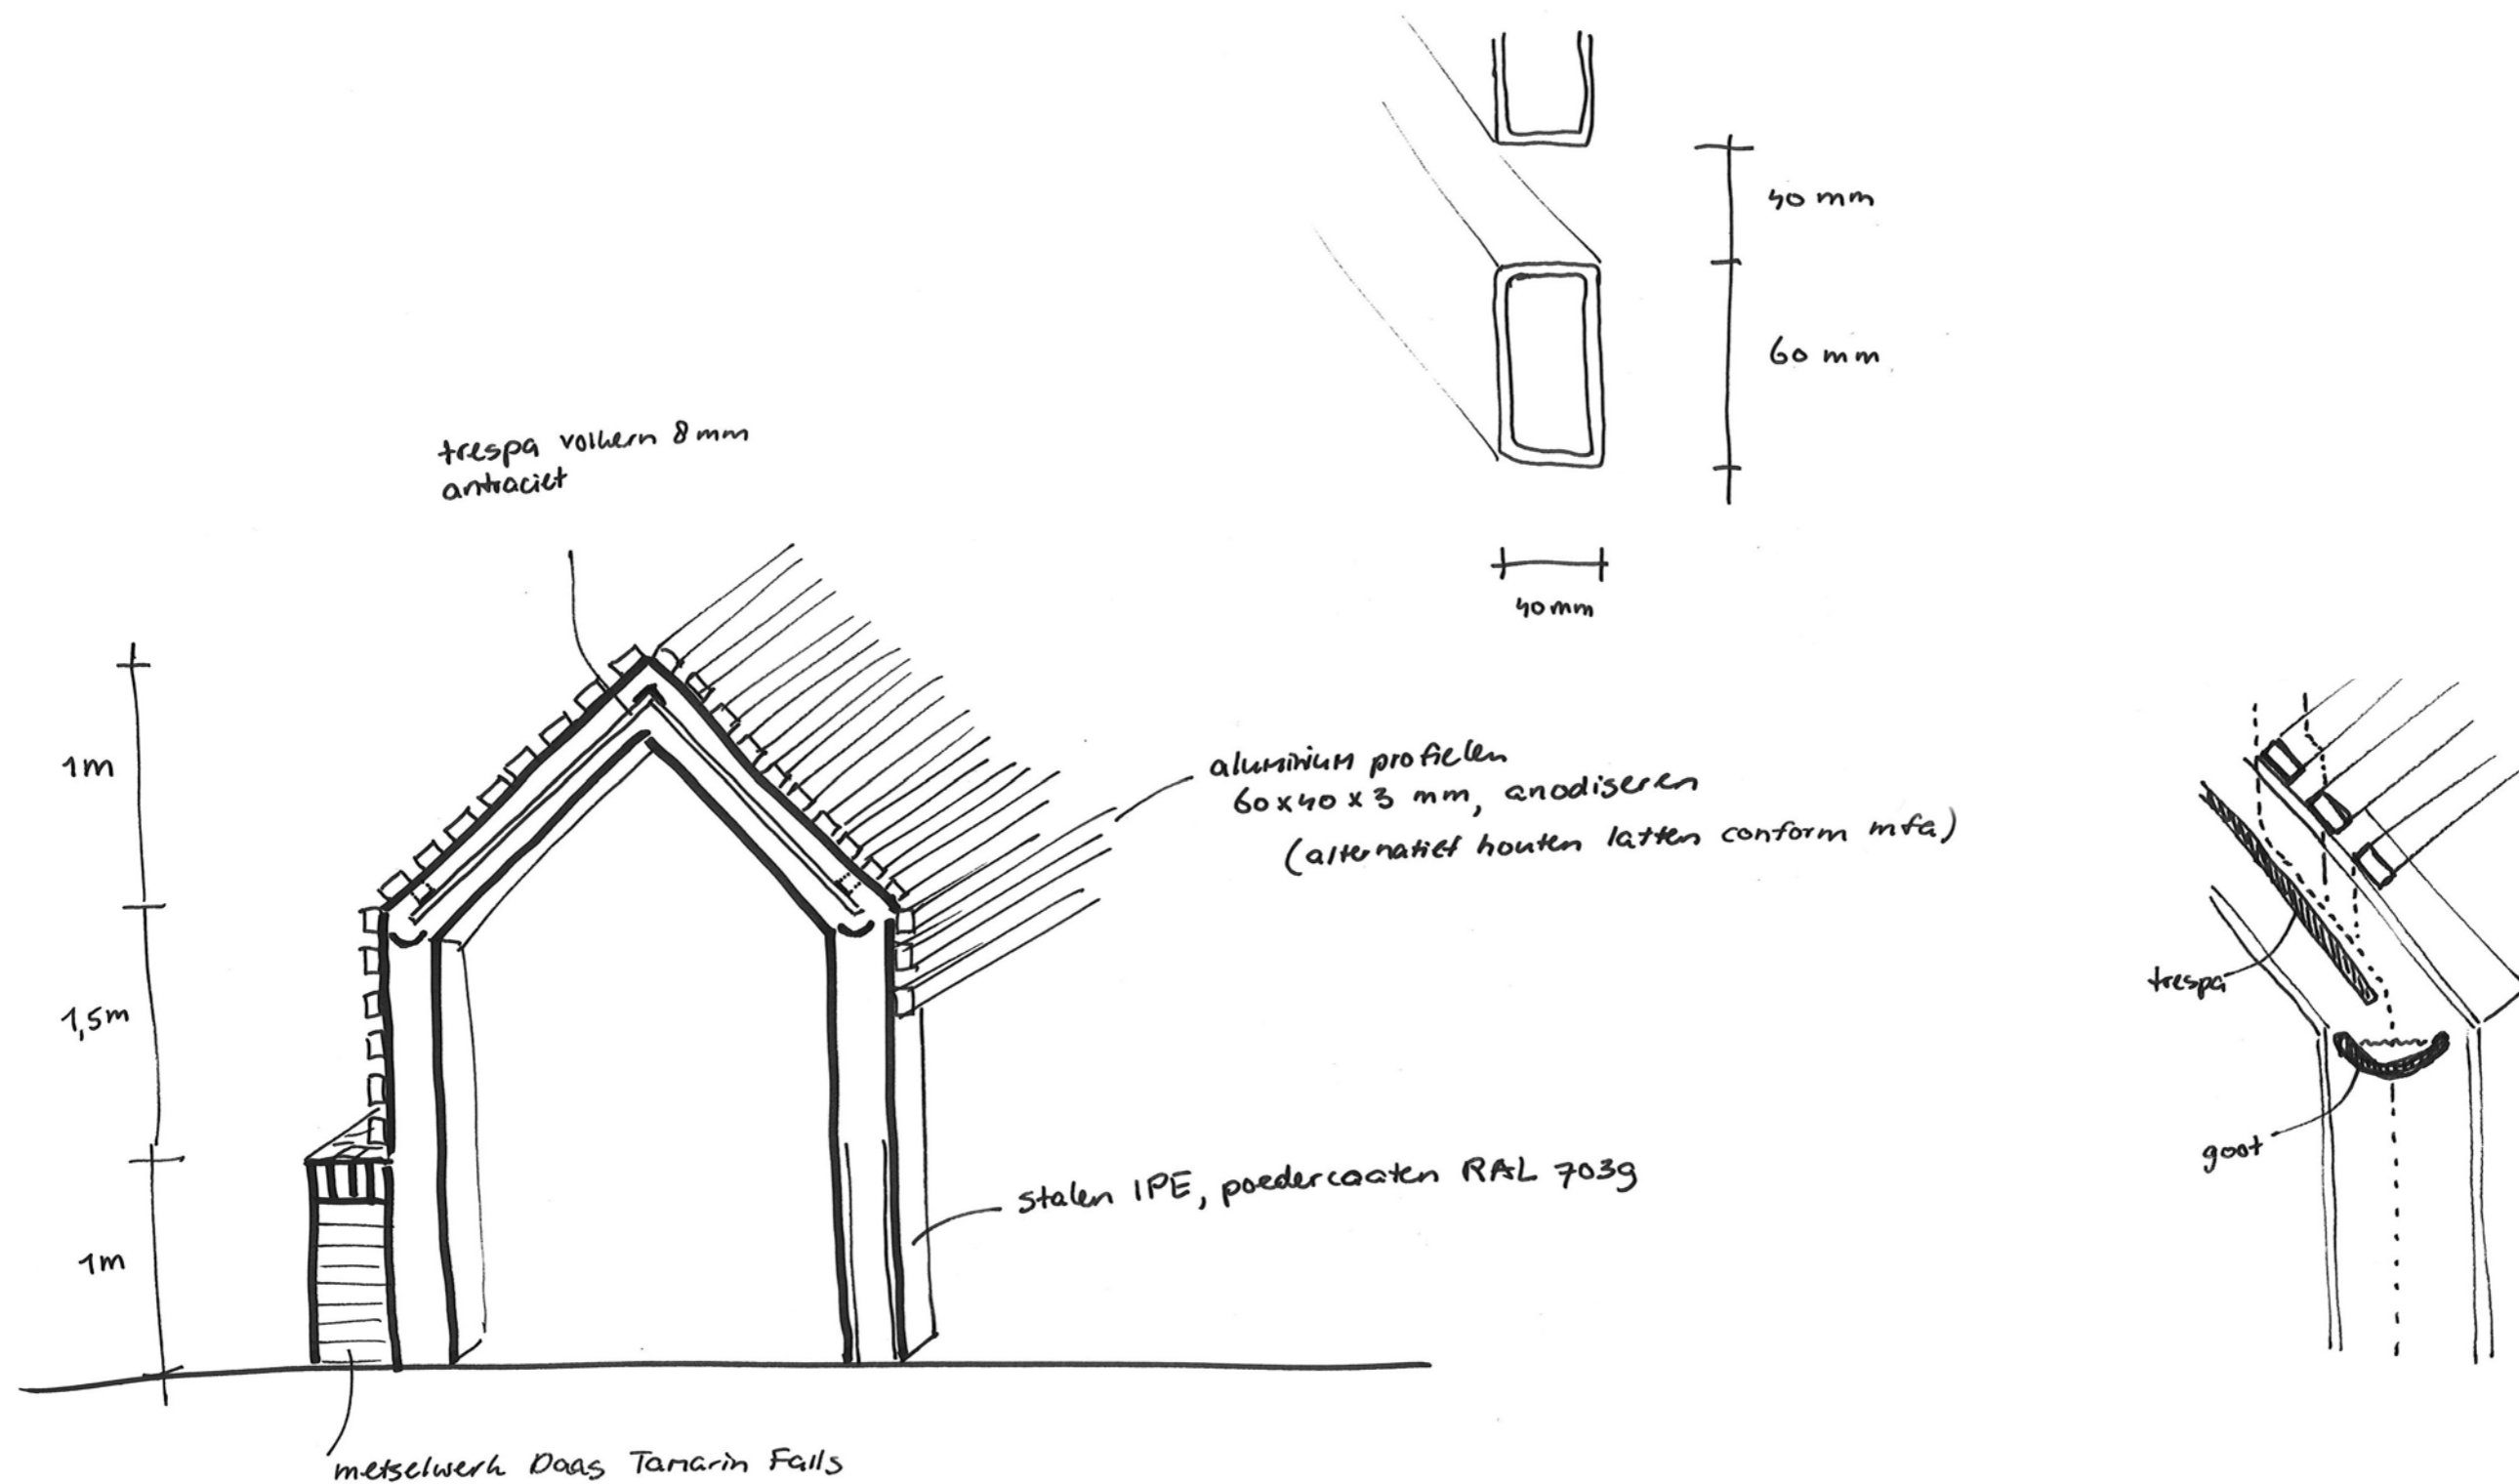 40 mm
60 mm
40mm
trespa volkern 8mm
antraciet
1m
aluminium profielen
60x40x3 mm, anodiseren
(alternatief houten latten conform mfa)
trespa
1,5m
goot
stalen IPE, poedercoaten RAL 7039
1m
metselwerk Daas Tamarin Falls